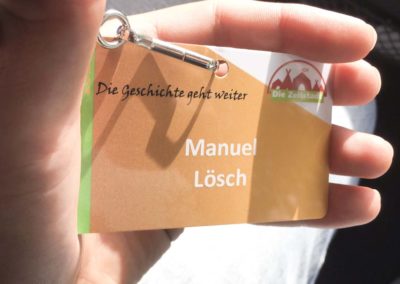 Die Geschichte geht weiter
Manuel
Lösch